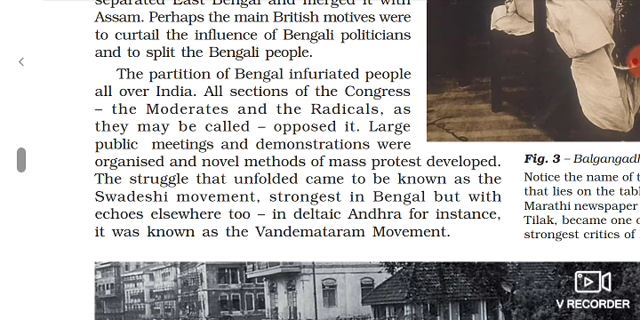 separated East Bengal and merged it with
Assam. Perhaps the main British motives were
to curtail the influence of Bengali politicians
and to split the Bengali people.
The partition of Bengal infuriated people
all over India. All sections of the Congress
– the Moderates and the Radicals, as
they may be called – opposed it. Large
public meetings and demonstrations were
organised and novel methods of mass protest developed.
The struggle that unfolded came to be known as the
Swadeshi movement, strongest in Bengal but with
echoes elsewhere too – in deltaic Andhra for instance,
it was known as the Vandemataram Movement.
Fig. 3 – Balgangadh
Notice the name of t
that lies on the tabl
Marathi newspaper
Tilak, became one o
strongest critics of
V RECORDER